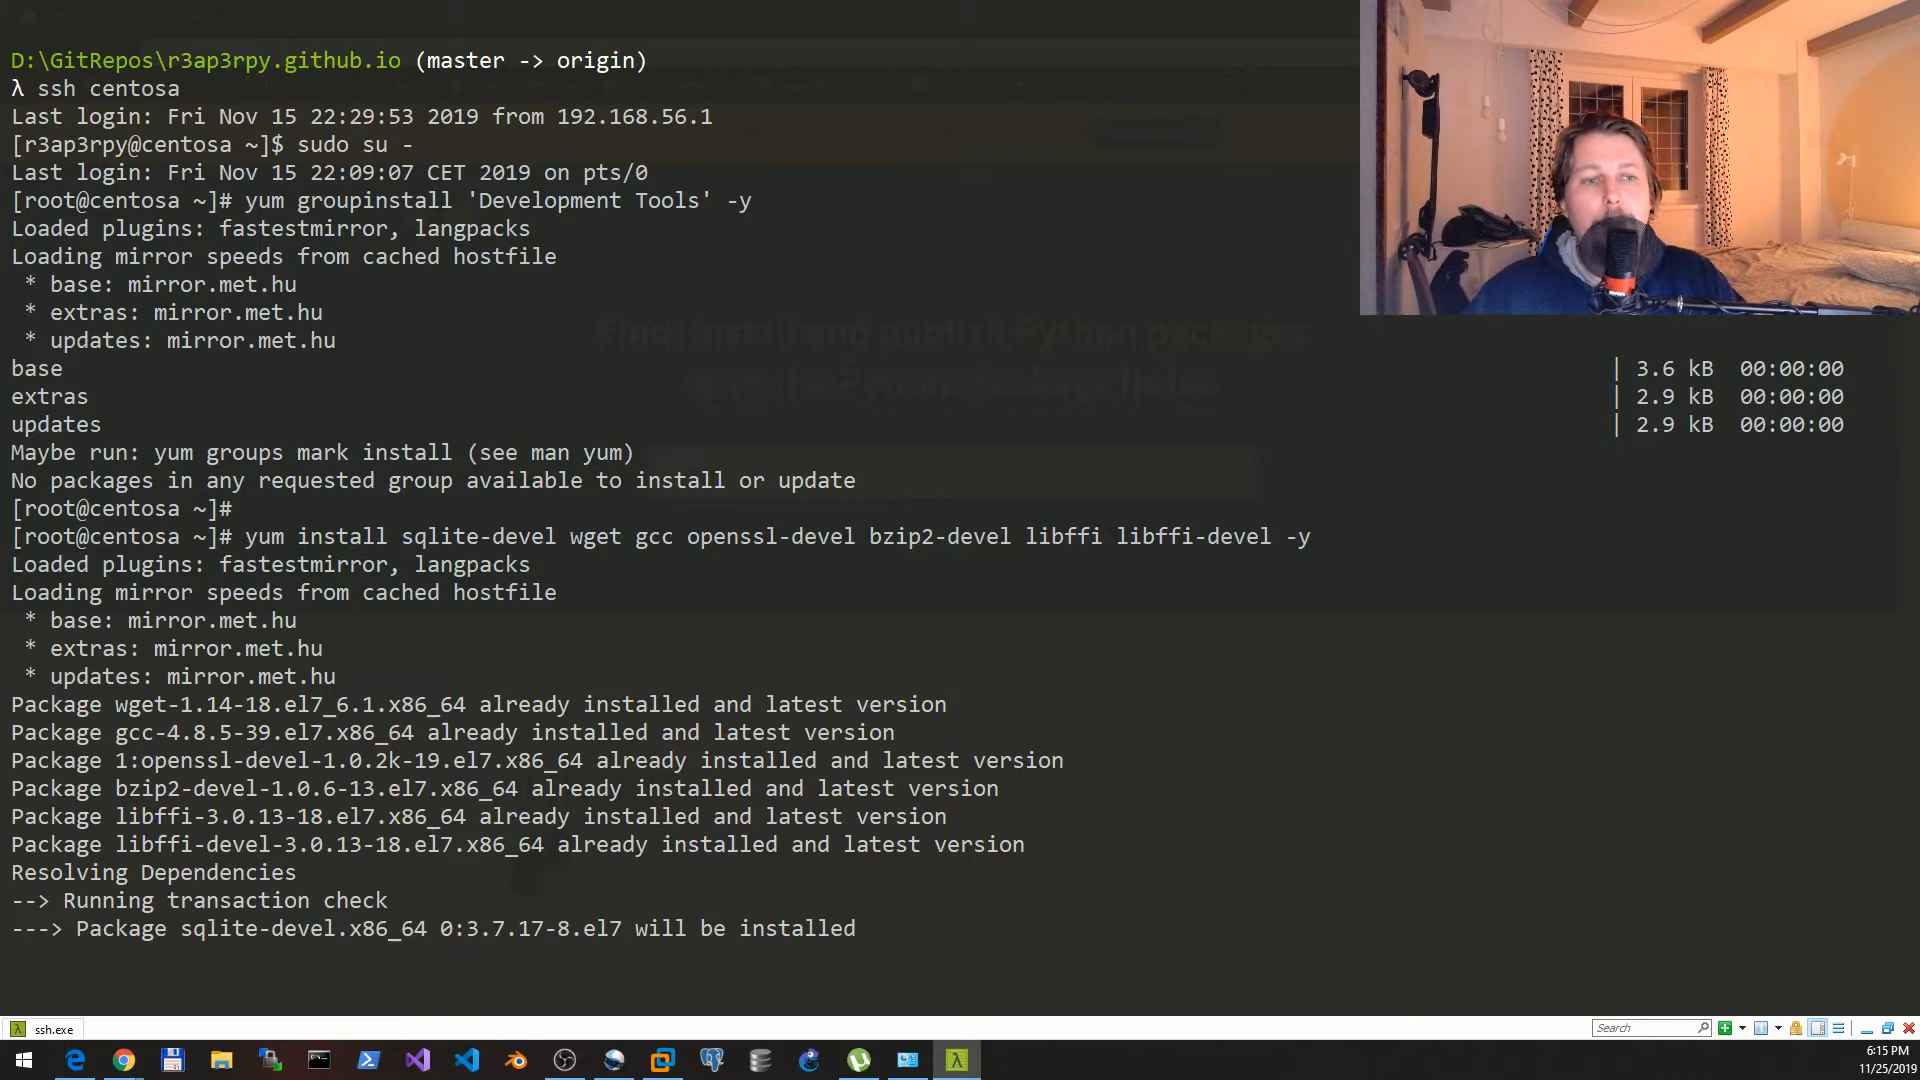 D:\GitRepos\r3ap3rpy.github.io (master -> origin)
λ ssh centosa
Last login: Fri Nov 15 22:29:53 2019 from 192.168.56.1
[r3ap3rpy@centosa ~]$ sudo su -
Last login: Fri Nov 15 22:09:07 CET 2019 on pts/0
[root@centosa ~]# yum groupinstall 'Development Tools' -y
Loaded plugins: fastestmirror, langpacks
Loading mirror speeds from cached hostfile
* base: mirror.met.hu
* extras: mirror.met.hu
* updates: mirror.met.hu
base | 3.6 kB 00:00:00
extras | 2.9 kB 00:00:00
updates | 2.9 kB 00:00:00
Maybe run: yum groups mark install (see man yum)
No packages in any requested group available to install or update
[root@centosa ~]#
[root@centosa ~]# yum install sqlite-devel wget gcc openssl-devel bzip2-devel libffi libffi-devel -y
Loaded plugins: fastestmirror, langpacks
Loading mirror speeds from cached hostfile
* base: mirror.met.hu
* extras: mirror.met.hu
* updates: mirror.met.hu
Package wget-1.14-18.el7_6.1.x86_64 already installed and latest version
Package gcc-4.8.5-39.el7.x86_64 already installed and latest version
Package 1:openssl-devel-1.0.2k-19.el7.x86_64 already installed and latest version
Package bzip2-devel-1.0.6-13.el7.x86_64 already installed and latest version
Package libffi-3.0.13-18.el7.x86_64 already installed and latest version
Package libffi-devel-3.0.13-18.el7.x86_64 already installed and latest version
Resolving Dependencies
--> Running transaction check
---> Package sqlite-devel.x86_64 0:3.7.17-8.el7 will be installed
λ ssh.exe
Search
6:15 PM
11/25/2019